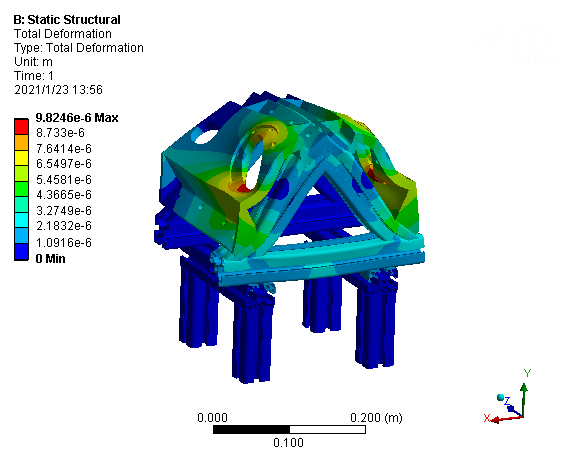 B: Static Structural
Total Deformation
Type: Total Deformation
Unit: m
Time: 1
2021/1/23 13:56
9.8246e-6 Max
8.733e-6
7.6414e-6
6.5497e-6
5.4581e-6
4.3665e-6
3.2749e-6
2.1832e-6
1.0916e-6
0 Min
Y
Z
X
0.000 0.200 (m)
0.100